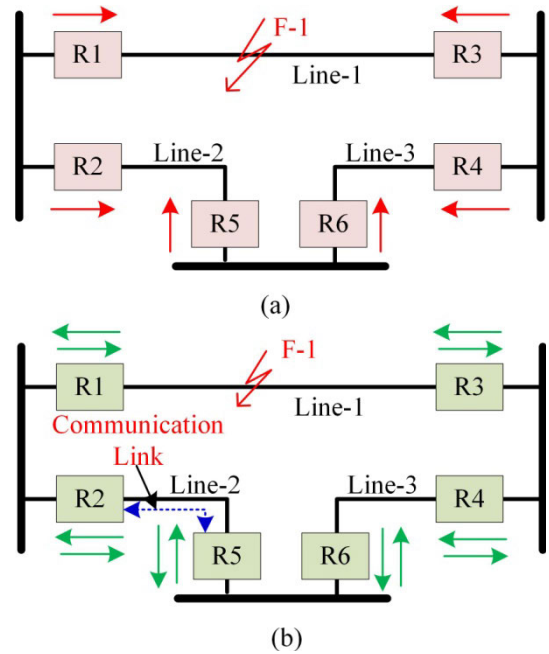 F-1
R1
R3
Line-1
Line-2
Line-3
R2
R4
R5
R6
(a)
F-1
R1
R3
Line-1
Communication
Link
Line-2
Line-3
R2
R4
R5
R6
(b)